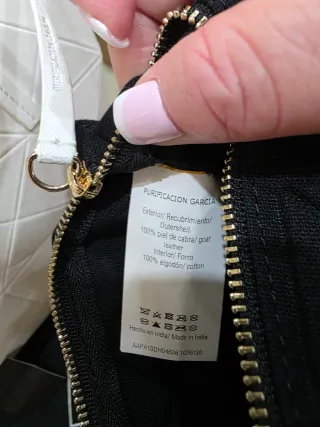 PURIFICACION GARCIA
Exterior/ Recubrimiento/
Outershell
100% piel de cabra/ goat
leather
Interior/ Forro
100% algodón/ cotton
Hecho en India/ Made in India